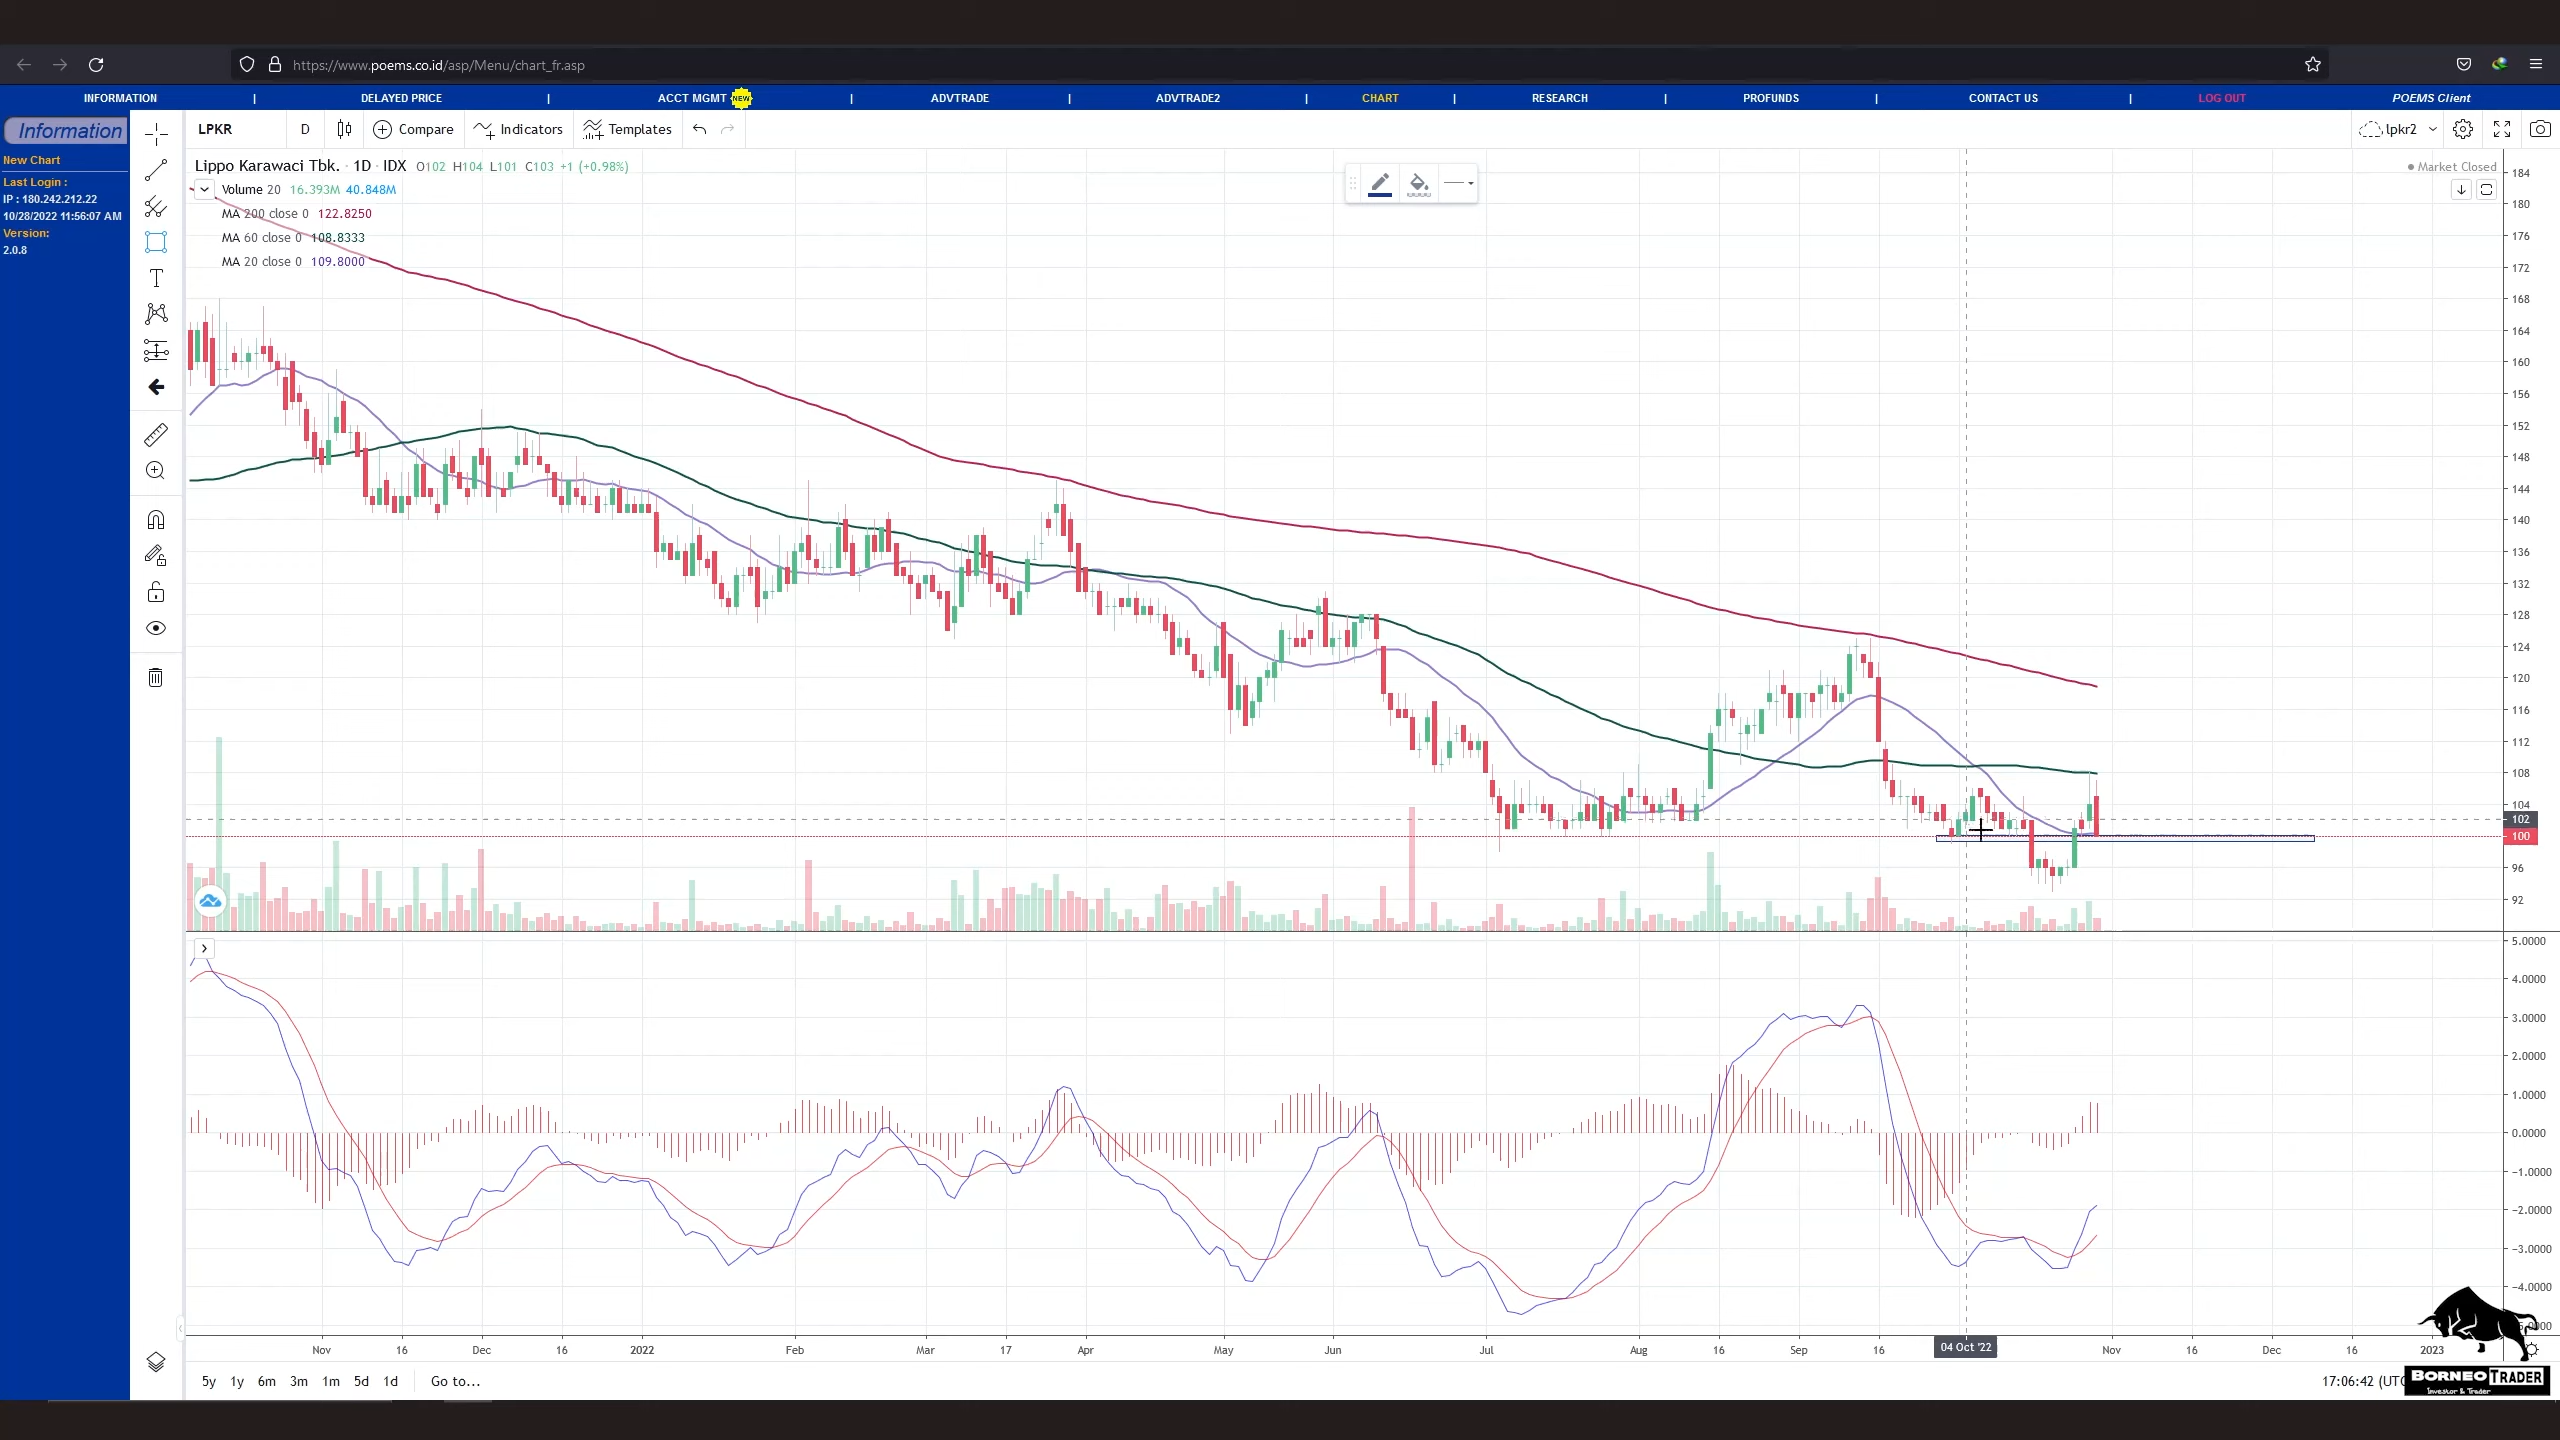 https://www.poems.co.id/asp/Menu/chart_fr.asp
INFORMATION | DELAYED PRICE | ACCT MGMT NEW | ADVTRADE | ADVTRADE2 | CHART | RESEARCH | PROFUNDS | CONTACT US | LOG OUT POEMS Client
Information
New Chart
Last Login :
IP : 180.242.212.22
10/28/2022 11:56:07 AM
Version:
2.0.8
LPKR D Compare Indicators Templates lpkr2
Lippo Karawaci Tbk. · 1D · IDX O102 H104 L101 C103 +1 (+0.98%)
Market Closed
Volume 20 16.393M 40.848M
MA 200 close 0 122.8250
MA 60 close 0 108.8333
MA 20 close 0 109.8000
184
180
176
172
168
164
160
156
152
148
144
140
136
132
128
124
120
116
112
108
104
102
100
96
92
5.0000
4.0000
3.0000
2.0000
1.0000
0.0000
−1.0000
−2.0000
−3.0000
−4.0000
Nov 16 Dec 16 2022 Feb Mar 17 Apr May Jun Jul Aug 16 Sep 16 04 Oct '22 Nov 16 Dec 16 2023
5y 1y 6m 3m 1m 5d 1d Go to...
17:06:42 (UTC
BORNEO TRADER
Investor & Trader